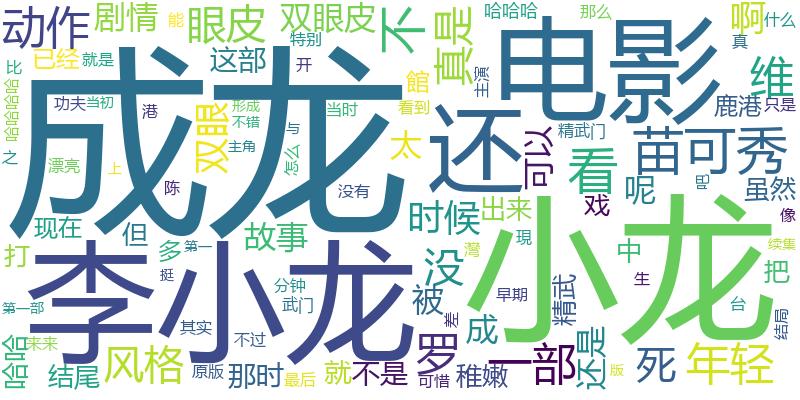 动作
剧情
眼皮
双眼皮
不
真是
哈哈哈
那么
啊
什么
能
特别
已经
就是
这部
成龙
电影
真
维
比
哈哈哈哈
功夫
当初
港
双眼
形成
不错
開
当时
看到
館
太
主演
还
可以
精武门
看
苗可秀
鹿港
只是
之
漂亮
上
陈
主角
与
怎么
没有
戏
呢
吧
虽然
像
现在
但
多
第一
故事
时候
出来
灣
現
中
把
续集
打
李小龙
小龙
挺
分钟
武门
没
被
早期
精武
生
台
结局
第一部
其实
不过
差
成
哈哈
来来
结尾
风格
原版
那时
最后
就
不是
罗
可惜
稚嫩
一部
还是
死
版
年轻